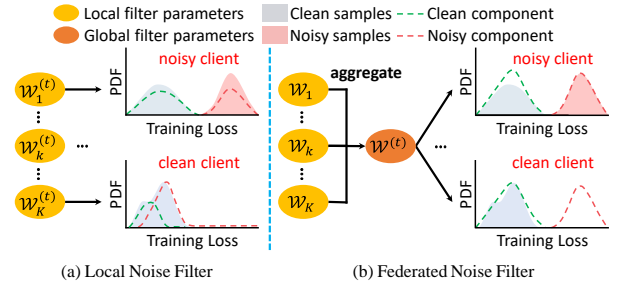 Local filter parameters
Clean samples
Clean component
Global filter parameters
Noisy samples
Noisy component
noisy client
PDF
Training Loss
𝒲₁⁽ᵗ⁾
𝒲ₖ⁽ᵗ⁾
...
𝒲_K⁽ᵗ⁾
clean client
PDF
Training Loss
(a) Local Noise Filter
aggregate
𝒲₁
𝒲ₖ
𝒲_K
𝒲⁽ᵗ⁾
...
noisy client
PDF
Training Loss
clean client
PDF
Training Loss
(b) Federated Noise Filter